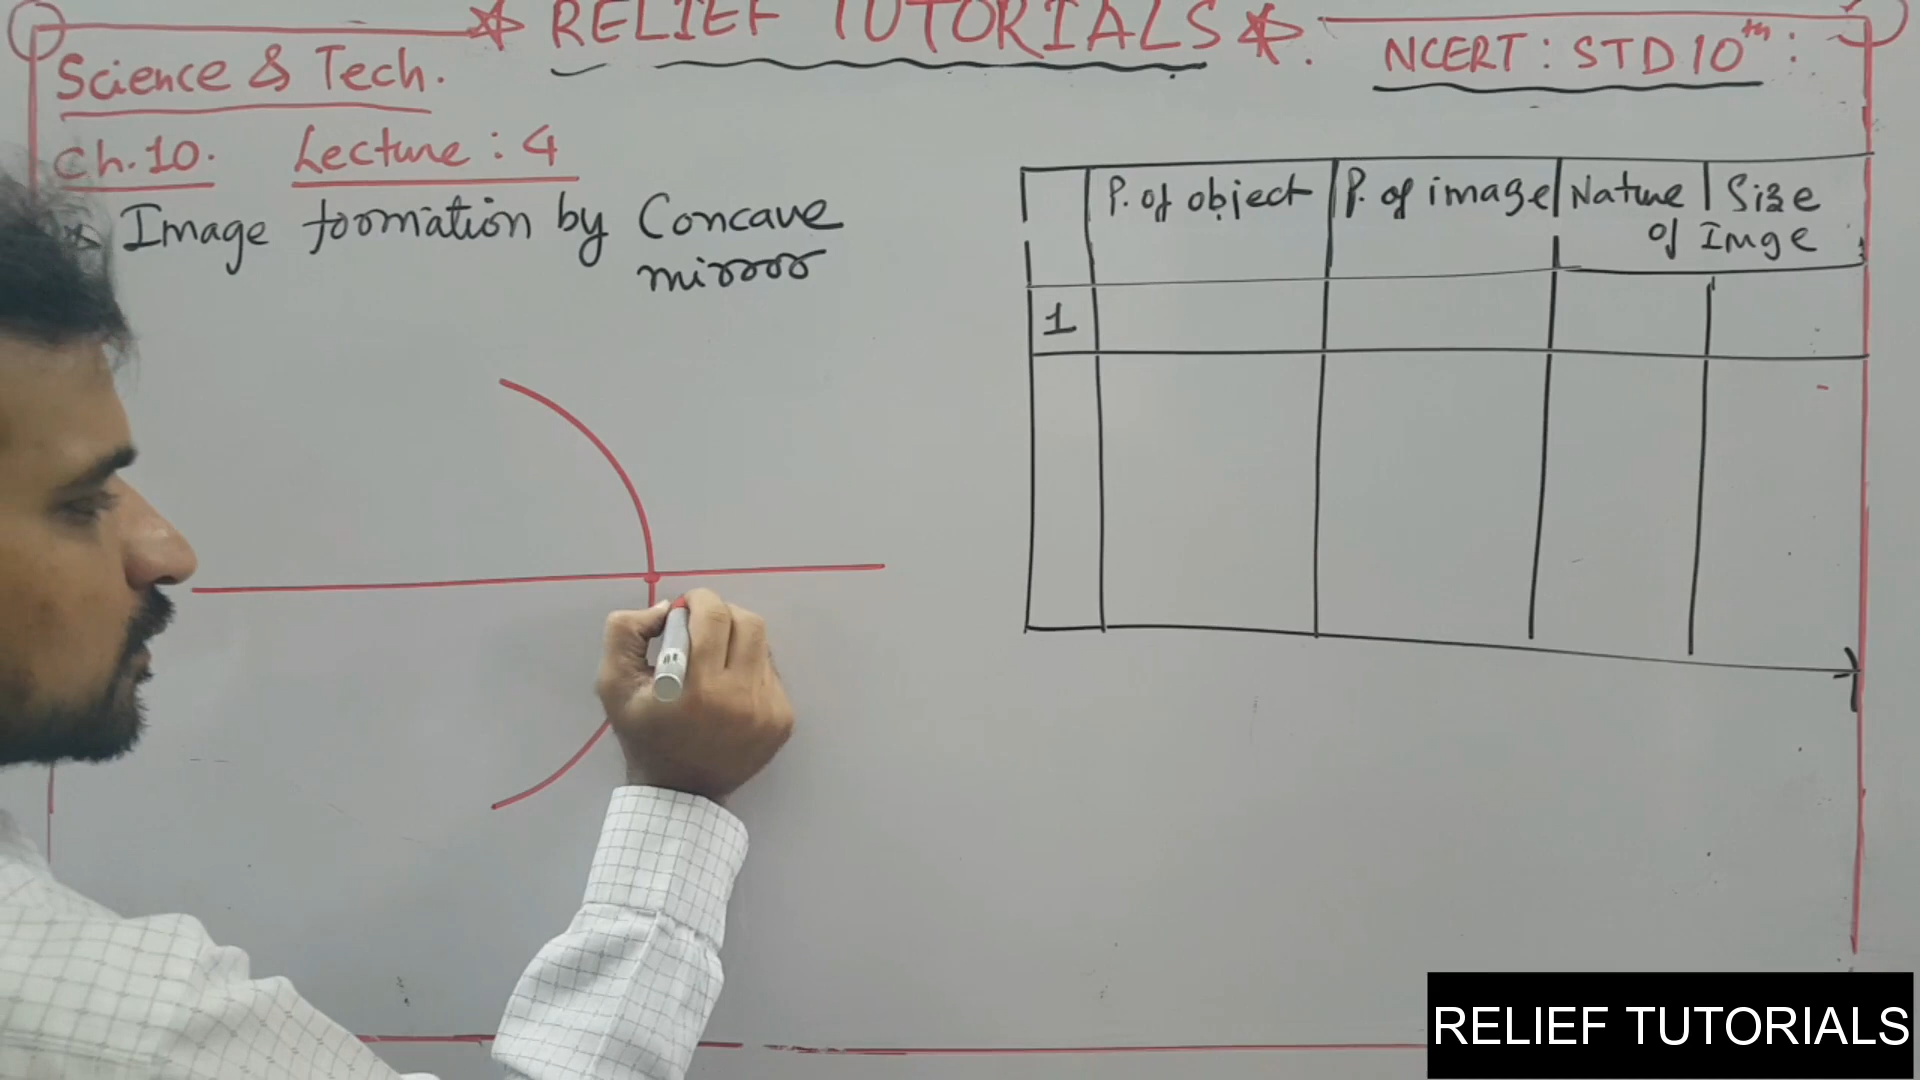 RELIEF TUTORIALS
Science & Tech.
NCERT : STD 10th :
Ch.10. Lecture : 4
Image formation by Concave
mirror
P. of object P. of image Nature Size
of Imge
1
RELIEF TUTORIALS